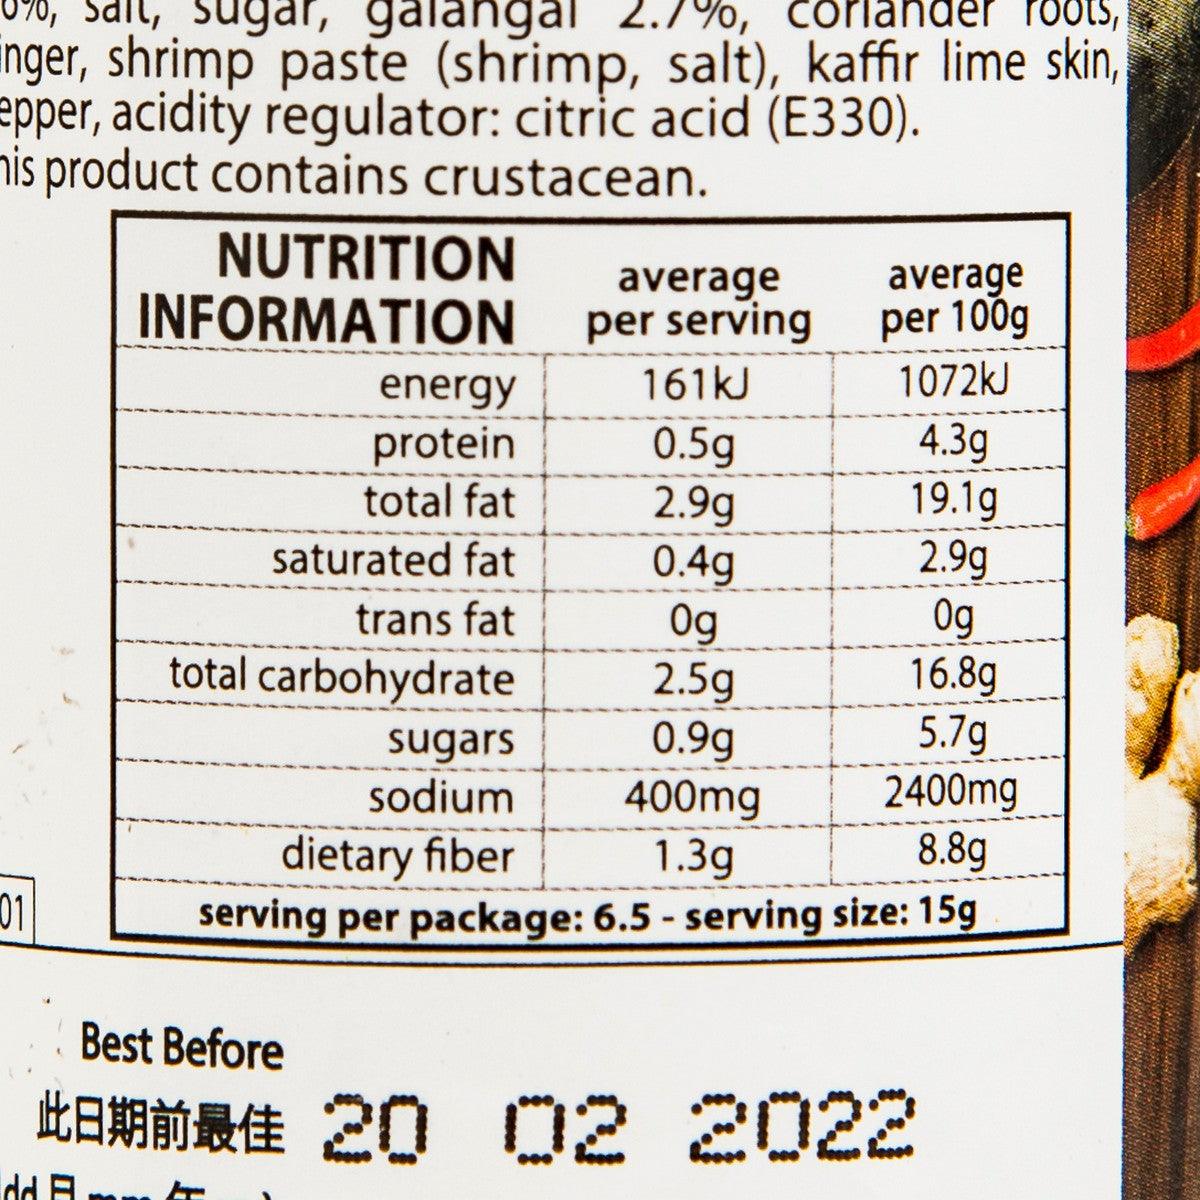 salt, sugar, galangal 2.7%, coriander roots,
shrimp paste (shrimp, salt), kaffir lime skin,
acidity regulator: citric acid (E330).
product contains crustacean.
NUTRITION INFORMATION average per serving average per 100g
energy 161kJ 1072kJ
protein 0.5g 4.3g
total fat 2.9g 19.1g
saturated fat 0.4g 2.9g
trans fat 0g 0g
total carbohydrate 2.5g 16.8g
sugars 0.9g 5.7g
sodium 400mg 2400mg
dietary fiber 1.3g 8.8g
serving per package: 6.5 - serving size: 15g
01
Best Before
此日期前最佳 20 02 2022